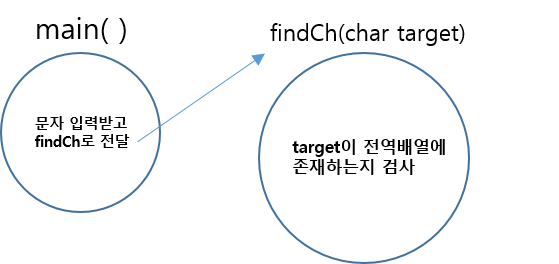 main( )
문자 입력받고
findCh로 전달
findCh(char target)
target이 전역배열에
존재하는지 검사